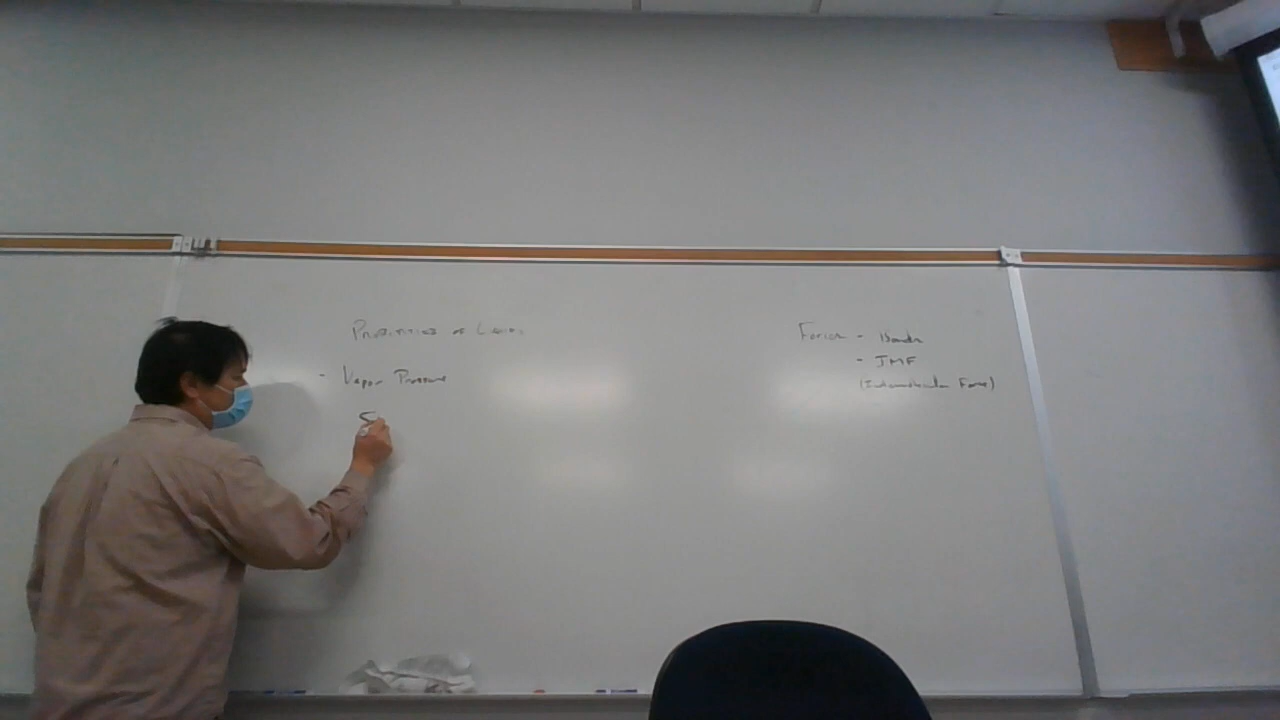 Properties of Liquids
- Vapor Pressure
S
Forces - Bonds
- IMF
(Intermolecular Forces)